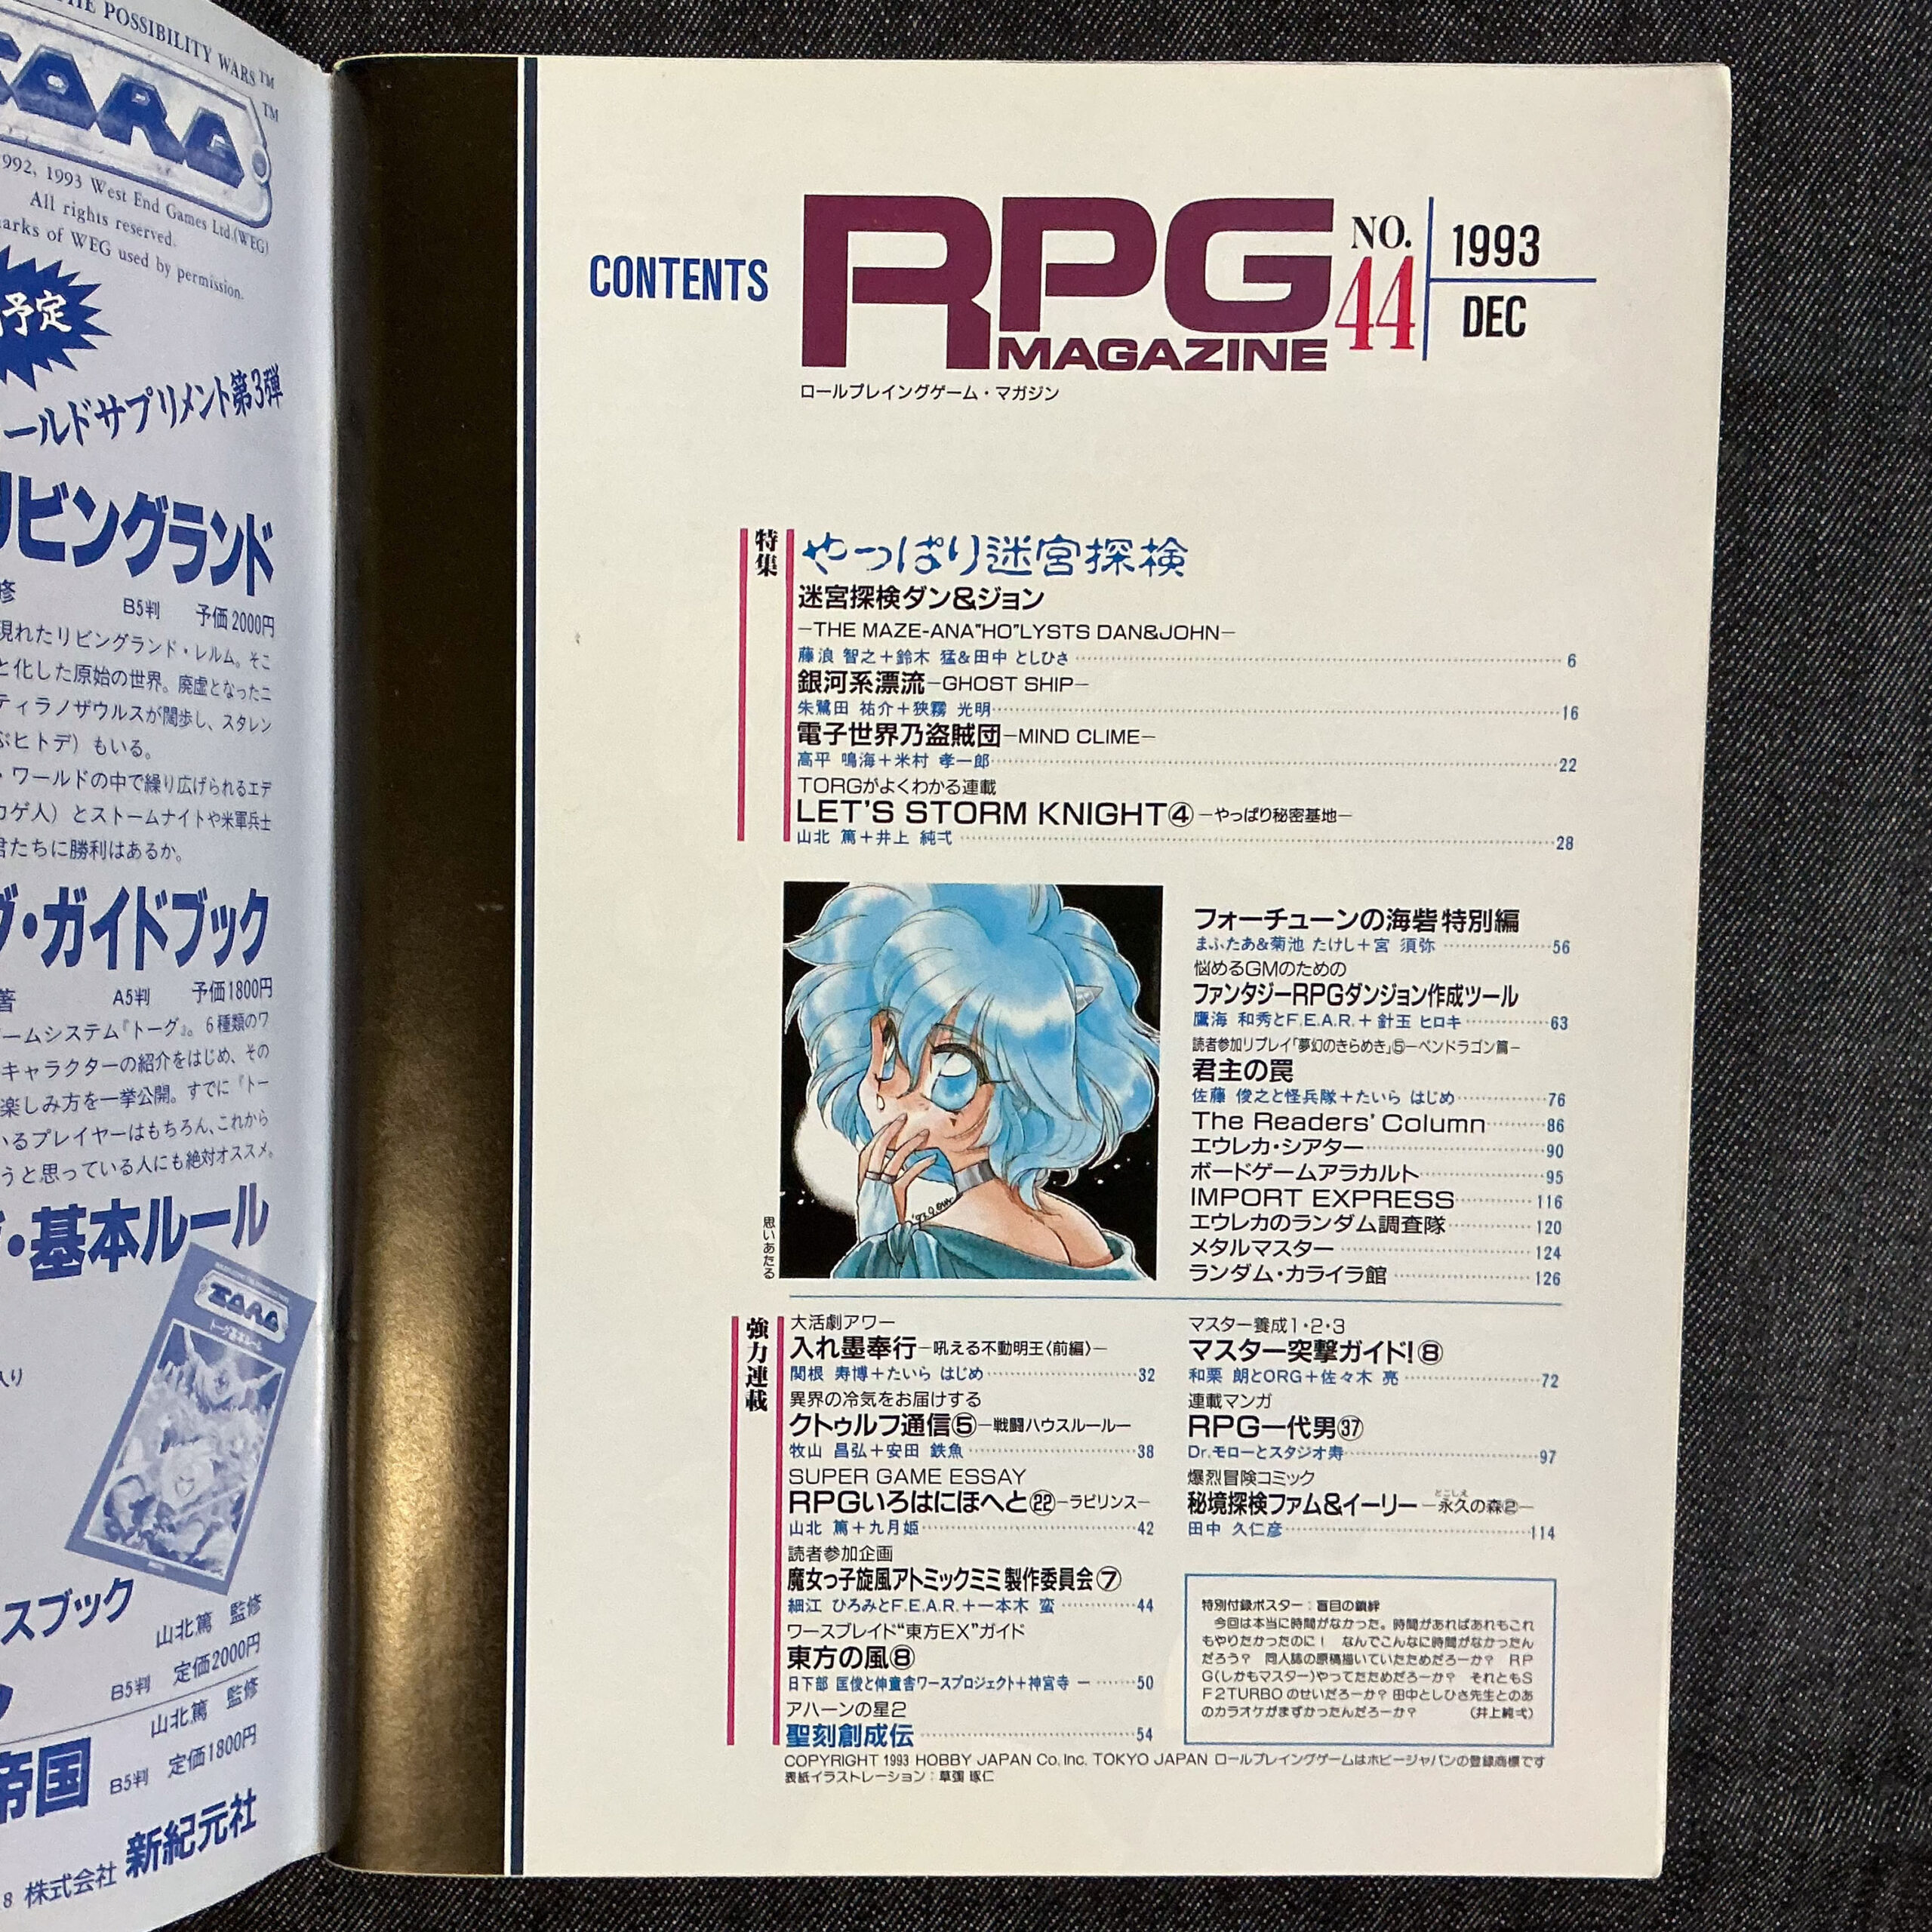 THE POSSIBILITY WARS™
TORG
™
1992, 1993 West End Games Ltd.(WEG)
All rights reserved.
marks of WEG used by permission.
予定
ールドサプリメント第3弾
リビングランド
修
B5判 予価2000円
現れたリビングランド・レルム。そこ
と化した原始の世界。廃虚となったニ
ティラノザウルスが闊歩し、スタレン
ぶヒトデ）もいる。
・ワールドの中で繰り広げられるエデ
カゲ人）とストームナイトや米軍兵士
君たちに勝利はあるか。
グ・ガイドブック
著
A5判 予価1800円
ームシステム『トーグ』。6種類のワ
キャラクターの紹介をはじめ、その
楽しみ方を一挙公開。すでに『トー
いるプレイヤーはもちろん、これから
うと思っている人にも絶対オススメ。
・基本ルール
TORG
トーグ基本ルール
入り
スブック
山北篤 監修
B5判 定価2000円
山北篤 監修
帝国
B5判 定価1800円
8 株式会社 新紀元社
CONTENTS
RPG MAGAZINE
NO. 44
1993
DEC
ロールプレイングゲーム・マガジン
特集
やっぱり迷宮探検
迷宮探検ダン&ジョン
–THE MAZE-ANA"HO"LYSTS DAN&JOHN–
藤浪 智之＋鈴木 猛&田中 としひさ 6
銀河系漂流–GHOST SHIP–
朱鷺田 祐介＋狭霧 光明 16
電子世界乃盗賊団–MIND CLIME–
高平 鳴海＋米村 孝一郎 22
TORGがよくわかる連載
LET'S STORM KNIGHT④–やっぱり秘密基地–
山北 篤＋井上 純弌 28
思いあたる
フォーチューンの海砦 特別編
まふたあ&菊池 たけし＋宮 須弥 56
悩めるGMのための
ファンタジーRPGダンジョン作成ツール
鷹海 和秀とF.E.A.R.＋針玉 ヒロキ 63
読者参加リプレイ「夢幻のきらめき」⑤–ペンドラゴン篇–
君主の罠
佐藤 俊之と怪兵隊＋たいら はじめ 76
The Readers' Column 86
エウレカ・シアター 90
ボードゲームアラカルト 95
IMPORT EXPRESS 116
エウレカのランダム調査隊 120
メタルマスター 124
ランダム・カライラ館 126
強力連載
大活劇アワー
入れ墨奉行–吼える不動明王〈前編〉–
関根 寿博＋たいら はじめ 32
異界の冷気をお届けする
クトゥルフ通信⑤–戦闘ハウスルール–
牧山 昌弘＋安田 鉄魚 38
SUPER GAME ESSAY
RPGいろはにほへと㉒–ラビリンス–
山北 篤＋九月姫 42
読者参加企画
魔女っ子旋風アトミックミミ製作委員会⑦
細江 ひろみとF.E.A.R.＋一本木 蛮 44
ワースブレイド"東方EX"ガイド
東方の風⑧
日下部 匡俊と伸童舎ワースプロジェクト＋神宮寺 一 50
アハーンの星2
聖刻創成伝 54
マスター養成1・2・3
マスター突撃ガイド!⑧
和栗 朗とORG＋佐々木 亮 72
連載マンガ
RPG一代男㊲
Dr.モローとスタジオ寿 97
爆烈冒険コミック
秘境探検ファム&イーリー–永久の森②–
とこしえ
田中 久仁彦 114
特別付録ポスター：盲目の鎖絆
今回は本当に時間がなかった。時間があればあれもこれ
もやりたかったのに！ なんでこんなに時間がなかったん
だろう？ 同人誌の原稿描いていたためだろーか？ RP
G(しかもマスター)やってたためだろーか？ それともS
F2TURBOのせいだろーか？田中としひさ先生とのあ
のカラオケがまずかったんだろーか？ (井上純弌)
COPYRIGHT 1993 HOBBY JAPAN Co, Inc. TOKYO JAPAN ロールプレイングゲームはホビージャパンの登録商標です
表紙イラストレーション：草彅 琢仁